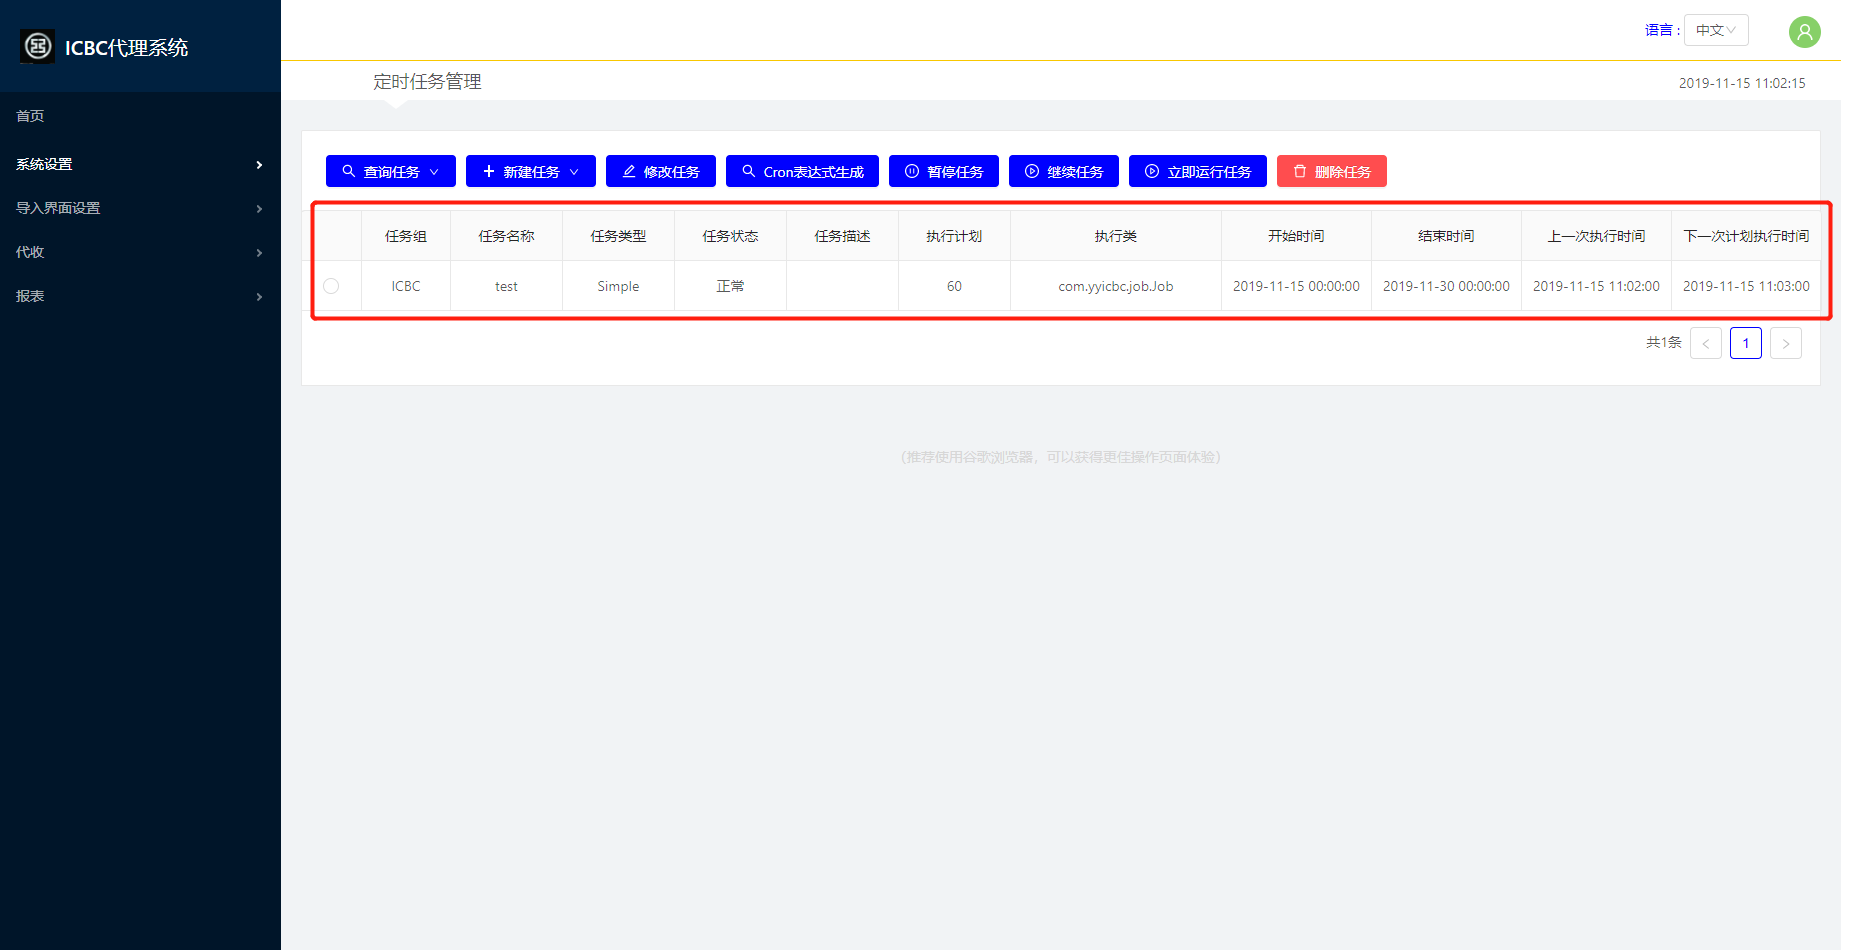 ICBC代理系统
语言 :
中文
定时任务管理
2019-11-15 11:02:15
首页
系统设置
导入界面设置
代收
报表
查询任务 新建任务 修改任务 Cron表达式生成 暂停任务 继续任务 立即运行任务 删除任务
任务组 任务名称 任务类型 任务状态 任务描述 执行计划 执行类 开始时间 结束时间 上一次执行时间 下一次计划执行时间
ICBC test Simple 正常 60 com.yyicbc.job.Job 2019-11-15 00:00:00 2019-11-30 00:00:00 2019-11-15 11:02:00 2019-11-15 11:03:00
共1条 < 1 >
(推荐使用谷歌浏览器，可以获得更佳操作页面体验)